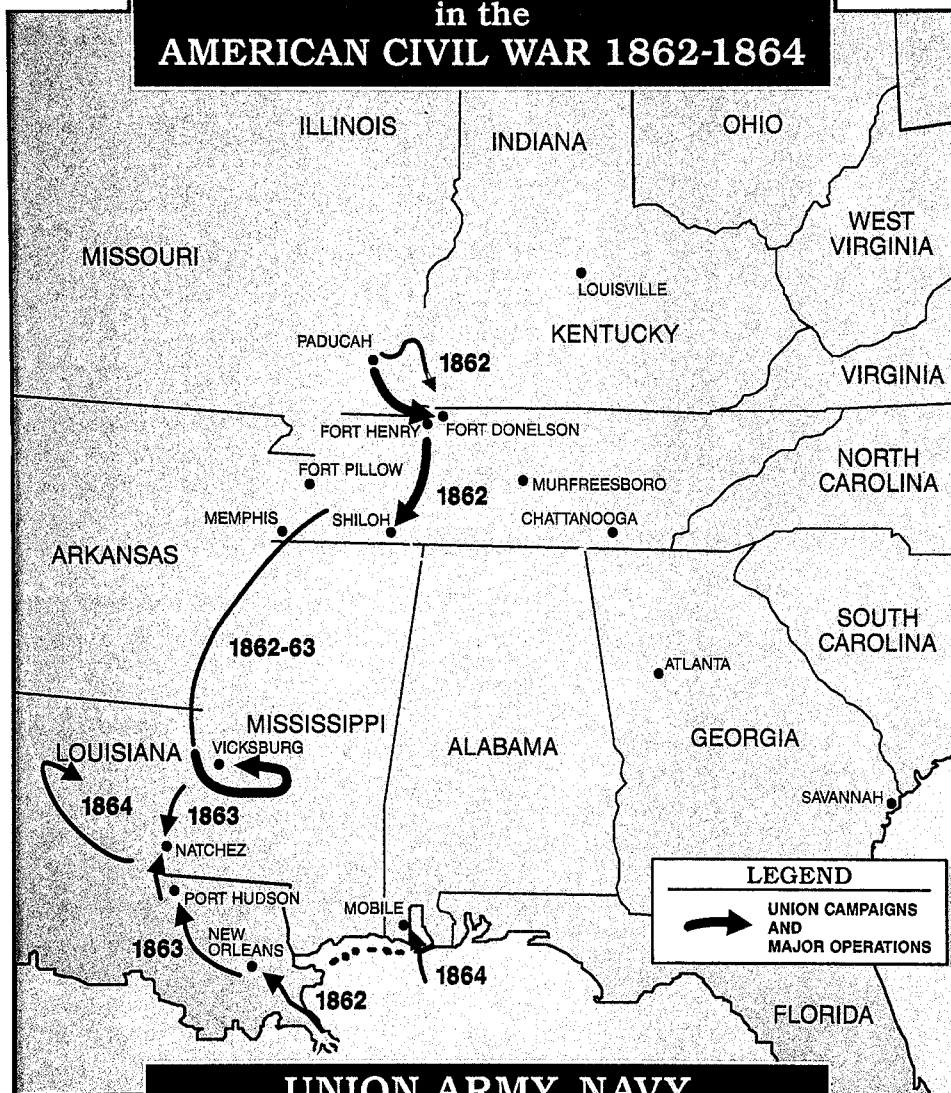 in the
AMERICAN CIVIL WAR 1862-1864
ILLINOIS
INDIANA
OHIO
WEST
VIRGINIA
MISSOURI
LOUISVILLE
KENTUCKY
PADUCAH
1862
VIRGINIA
FORT HENRY
FORT DONELSON
FORT PILLOW
MURFREESBORO
NORTH
CAROLINA
1862
MEMPHIS
SHILOH
CHATTANOOGA
ARKANSAS
SOUTH
CAROLINA
1862-63
ATLANTA
MISSISSIPPI
LOUISIANA
VICKSBURG
ALABAMA
GEORGIA
1864
1863
SAVANNAH
NATCHEZ
PORT HUDSON
MOBILE
LEGEND
UNION CAMPAIGNS
AND
MAJOR OPERATIONS
1863
NEW
ORLEANS
1862
1864
FLORIDA
UNION ARMY, NAVY